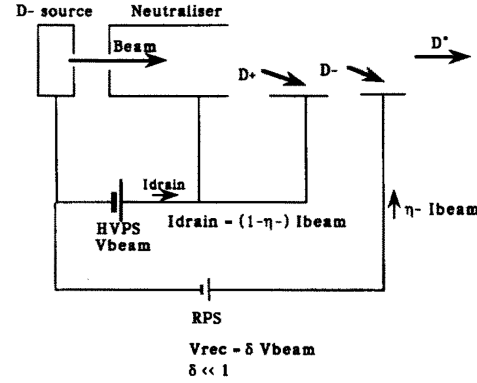 D- source
Neutraliser
Beam
D+
D-
D°
Idrain
HVPS
Vbeam
Idrain = (1-η-) Ibeam
η- Ibeam
RPS
Vrec = δ Vbeam
δ << 1